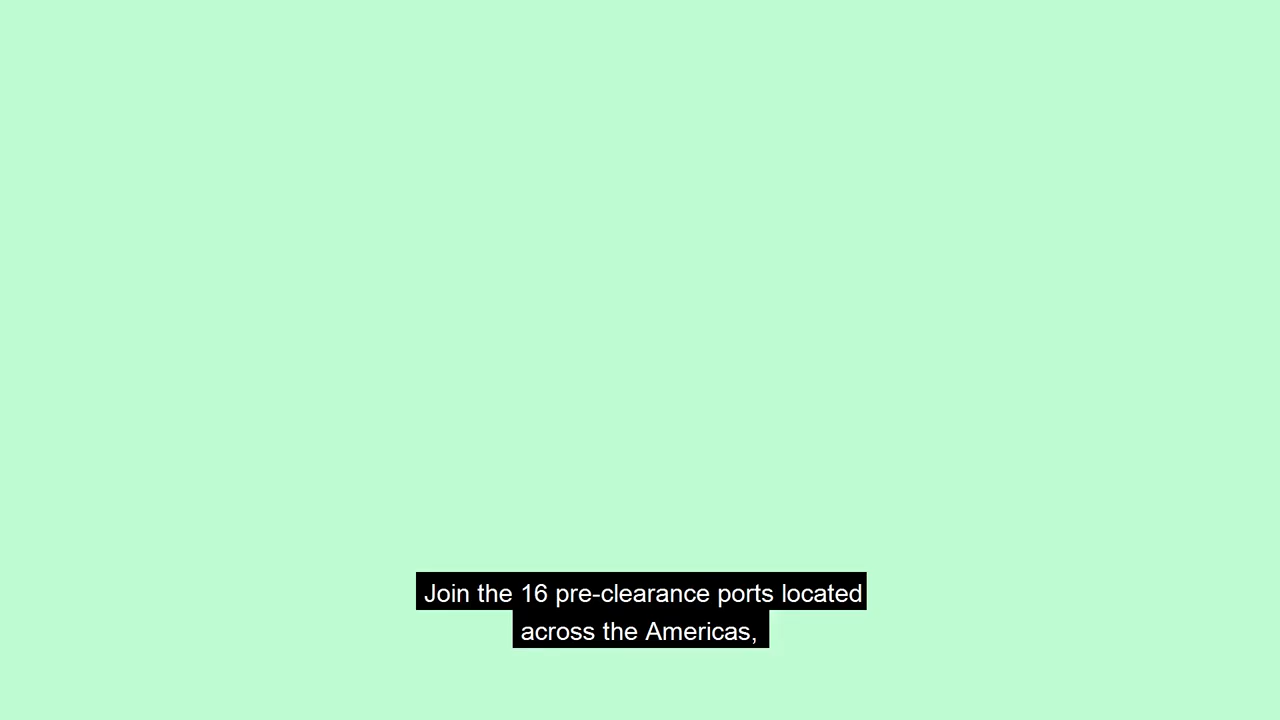 Join the 16 pre-clearance ports located
across the Americas,